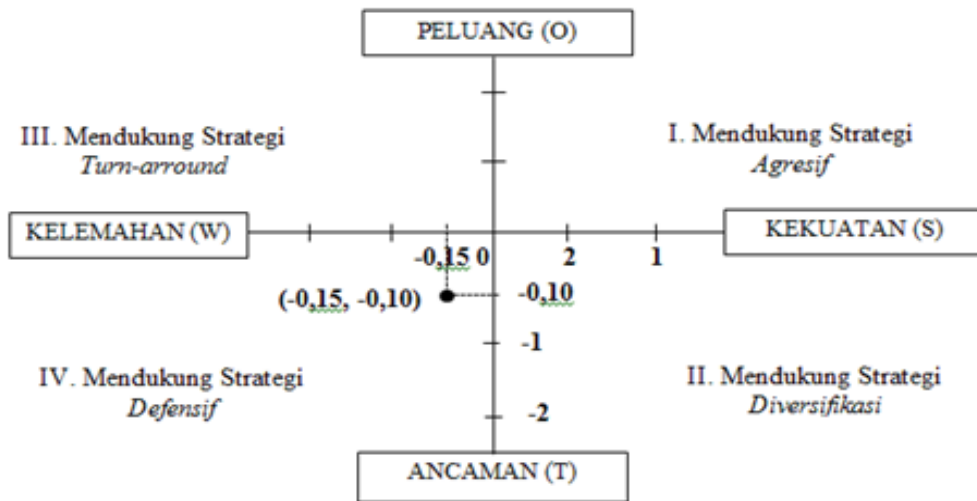 PELUANG (O)
III. Mendukung Strategi
Turn-arround
I. Mendukung Strategi
Agresif
KELEMAHAN (W)
KEKUATAN (S)
-0,15 0 2 1
(-0,15, -0,10)
-0,10
-1
IV. Mendukung Strategi
Defensif
II. Mendukung Strategi
Diversifikasi
-2
ANCAMAN (T)